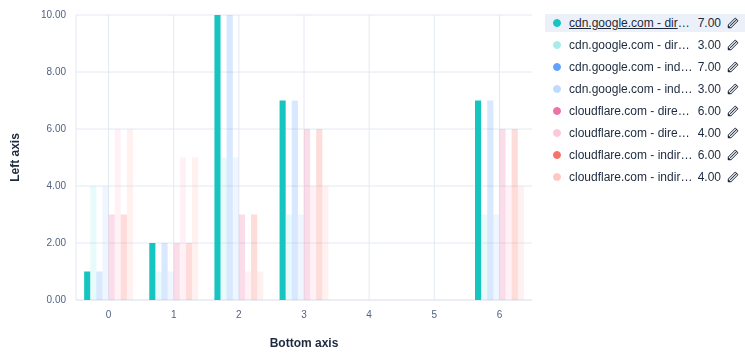 10.00
8.00
6.00
4.00
2.00
0.00
Left axis
0 1 2 3 4 5 6
Bottom axis
cdn.google.com - dir... 7.00
cdn.google.com - dir... 3.00
cdn.google.com - ind... 7.00
cdn.google.com - ind... 3.00
cloudflare.com - dire... 6.00
cloudflare.com - dire... 4.00
cloudflare.com - indir... 6.00
cloudflare.com - indir... 4.00